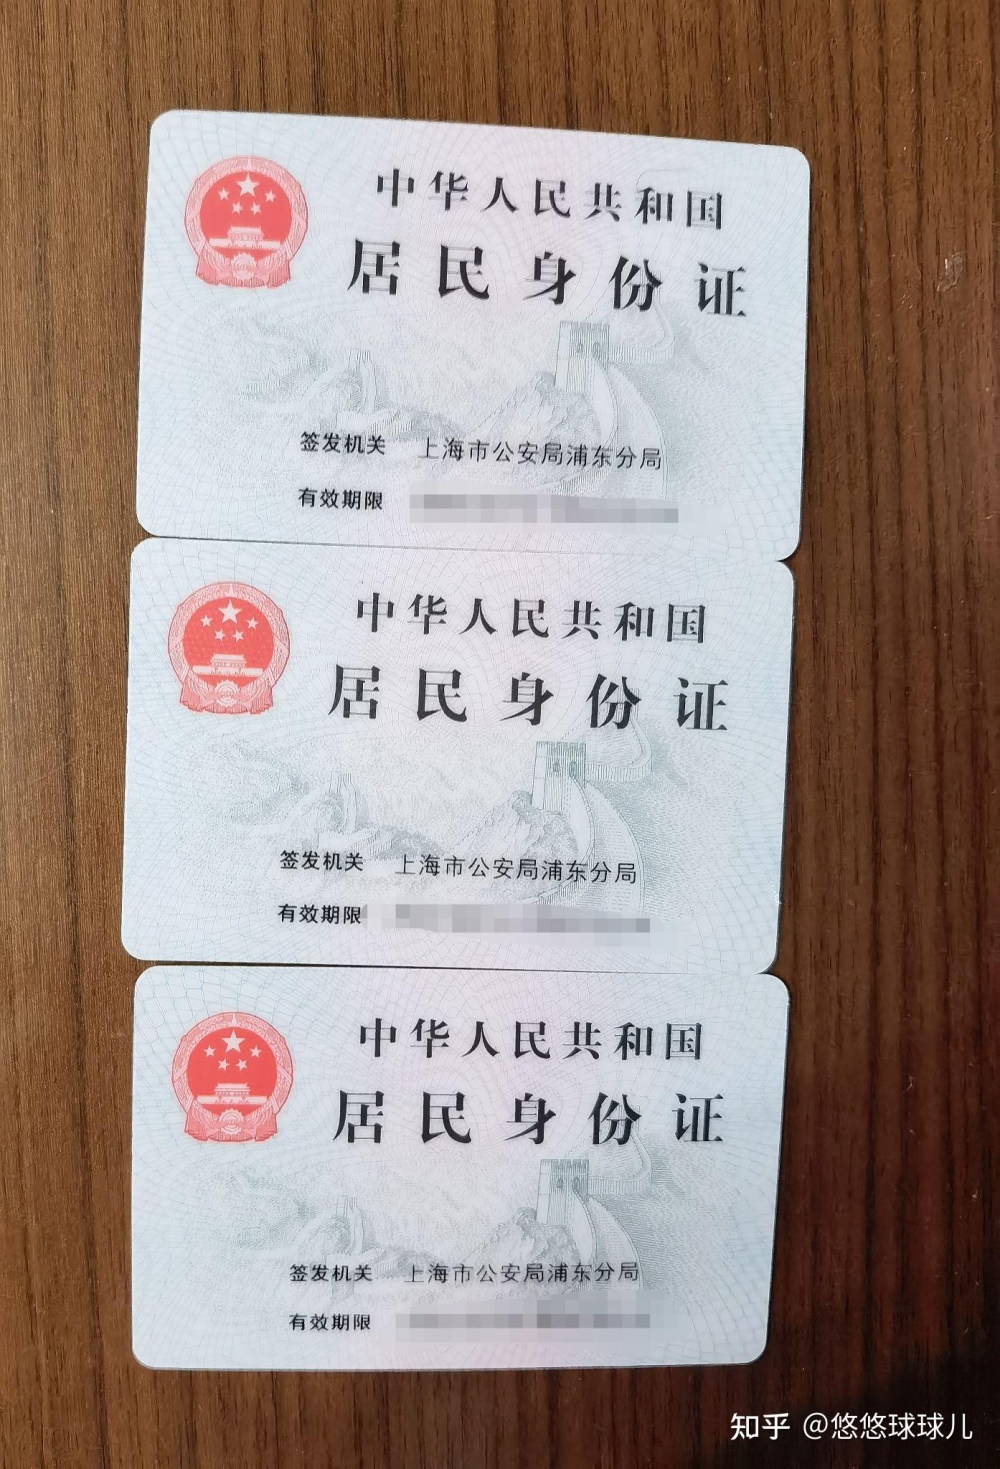 中华人民共和国
居民身份证
签发机关 上海市公安局浦东分局
有效期限
中华人民共和国
居民身份证
签发机关 上海市公安局浦东分局
有效期限
中华人民共和国
居民身份证
签发机关 上海市公安局浦东分局
有效期限
知乎 @悠悠球球儿